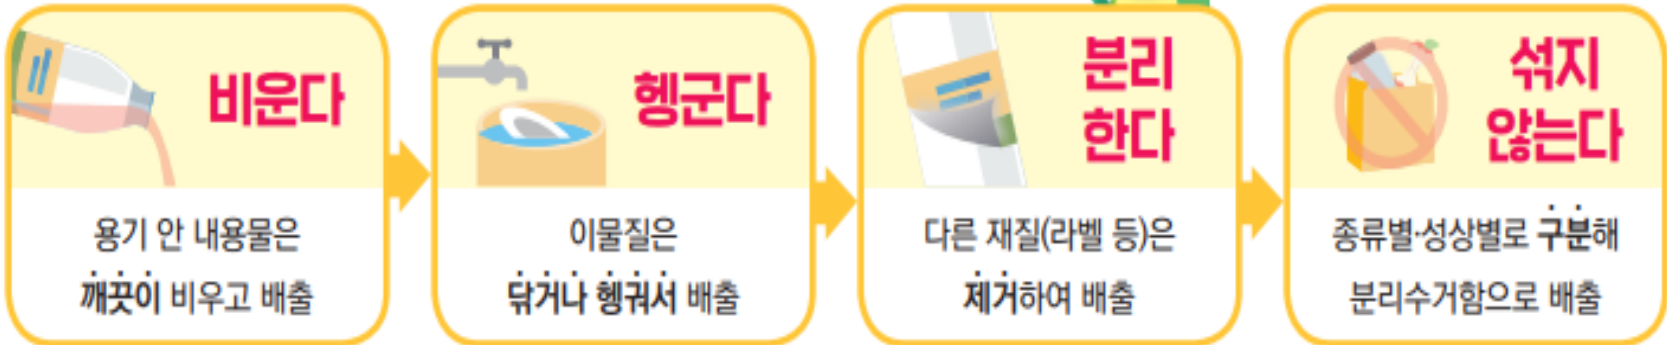 비운다
용기 안 내용물은
깨끗이 비우고 배출
헹군다
이물질은
닦거나 헹궈서 배출
분리
한다
다른 재질(라벨 등)은
제거하여 배출
섞지
않는다
종류별·성상별로 구분해
분리수거함으로 배출